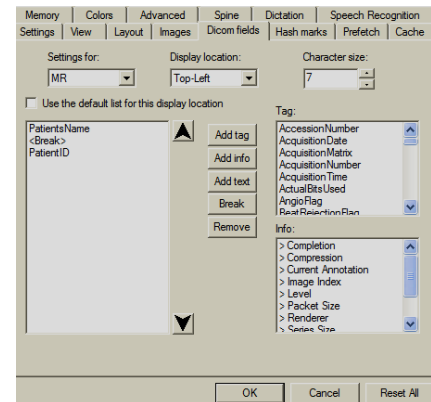 Memory Colors Advanced Spine Dictation Speech Recognition
Settings View Layout Images Dicom fields Hash marks Prefetch Cache
Settings for: Display location: Character size:
MR Top-Left 7
Use the default list for this display location
Tag:
PatientsName
<Break>
PatientID
Add tag
Add info
Add text
Break
Remove
AccessionNumber
AcquisitionDate
AcquisitionMatrix
AcquisitionNumber
AcquisitionTime
ActualBitsUsed
AngioFlag
BeatRejectionFlag
Info:
> Completion
> Compression
> Current Annotation
> Image Index
> Level
> Packet Size
> Renderer
> Series Size
OK Cancel Reset All